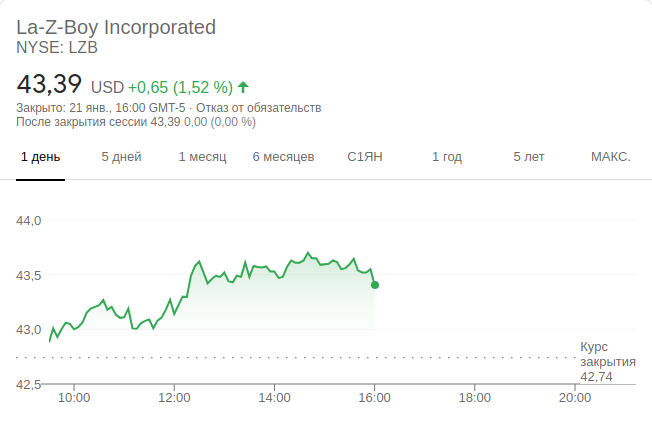 La-Z-Boy Incorporated
NYSE: LZB
43,39 USD +0,65 (1,52 %)
Закрыто: 21 янв., 16:00 GMT-5 · Отказ от обязательств
После закрытия сессии 43,39 0,00 (0,00 %)
1 день 5 дней 1 месяц 6 месяцев С1ЯН 1 год 5 лет МАКС.
44,0
43,5
43,0
Курс
закрытия
42,74
42,5
10:00 12:00 14:00 16:00 18:00 20:00